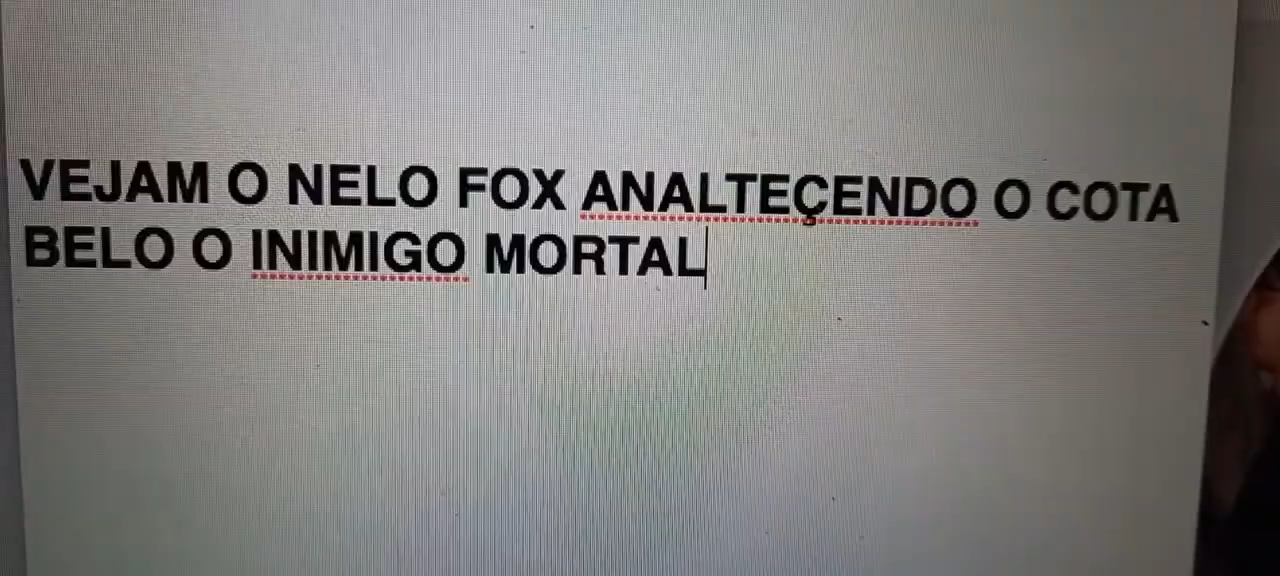 VEJAM O NELO FOX ANALTEÇENDO O COTA
BELO O INIMIGO MORTAL